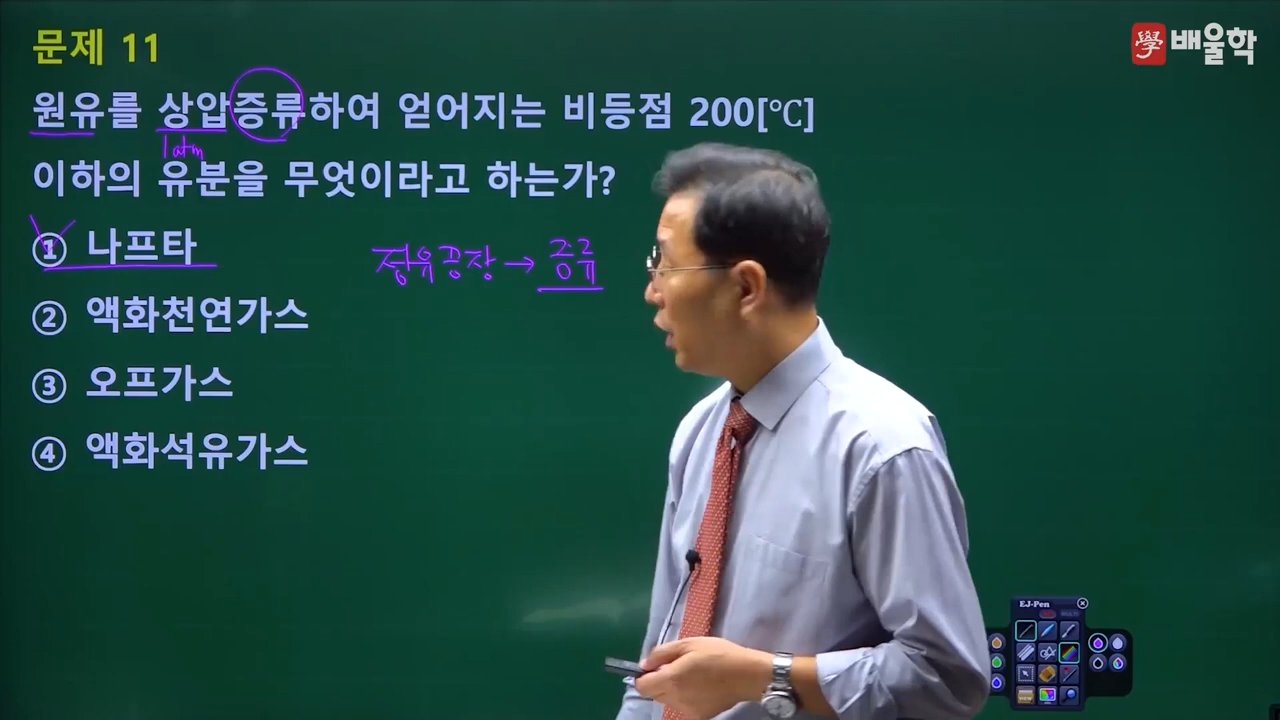 문제 11
學 배울학
원유를 상압증류하여 얻어지는 비등점 200[℃]
1atm
이하의 유분을 무엇이라고 하는가?
① 나프타
정유공장 → 증류
② 액화천연가스
③ 오프가스
④ 액화석유가스
EJ-Pen